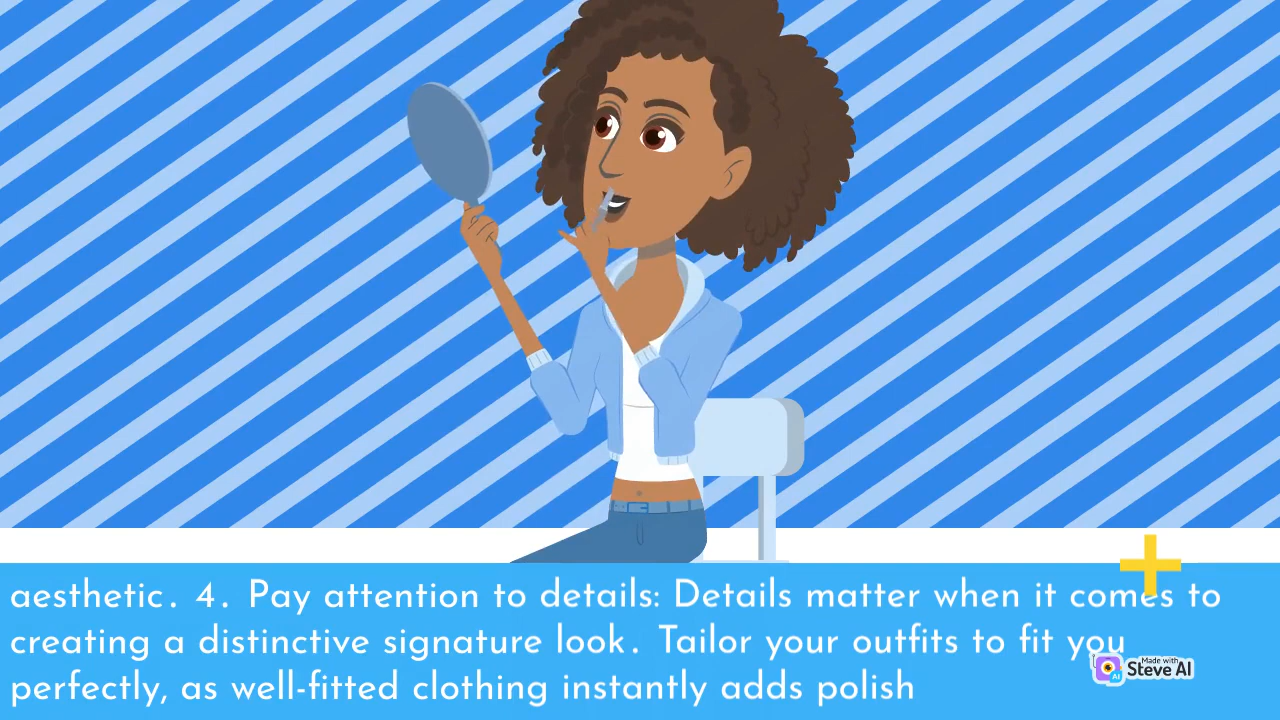 aesthetic. 4. Pay attention to details: Details matter when it comes to
creating a distinctive signature look. Tailor your outfits to fit you
perfectly, as well-fitted clothing instantly adds polish
Made with
Steve AI
AI